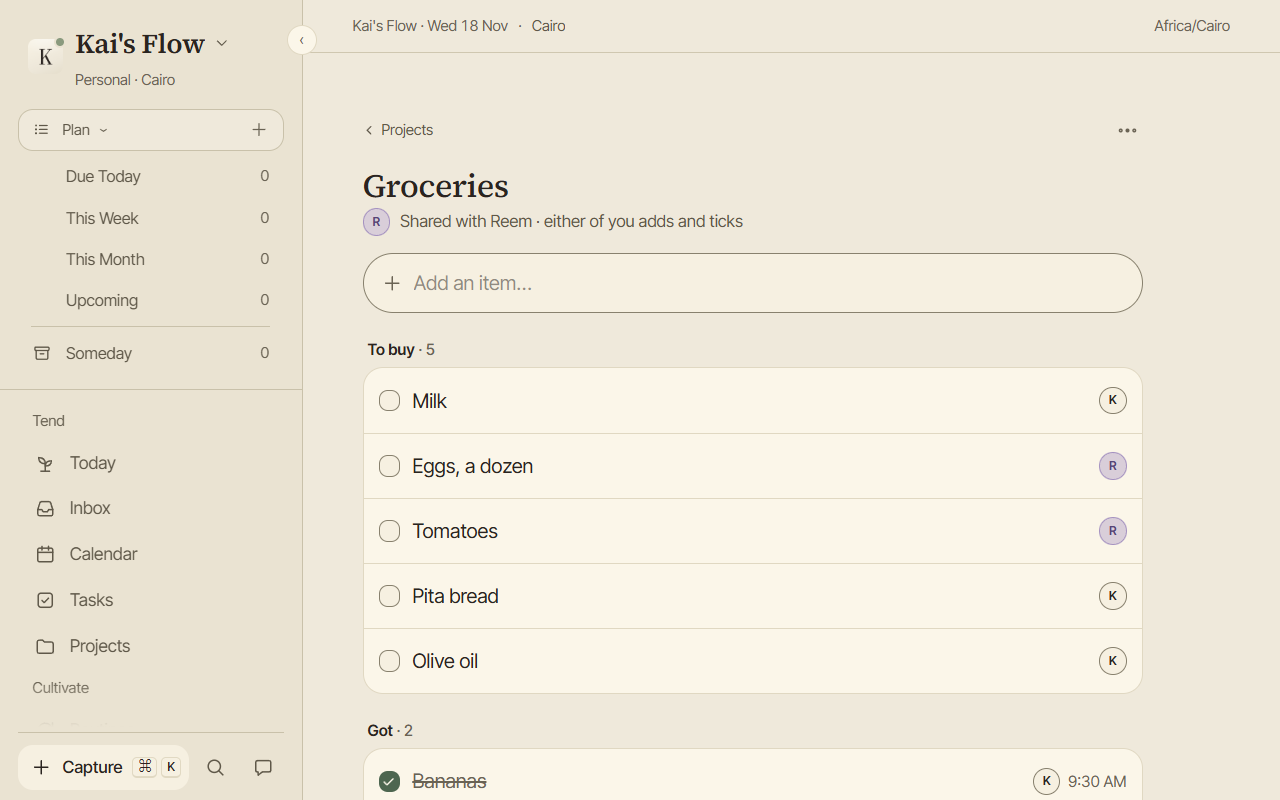 K
Kai's Flow
Personal · Cairo
Plan
Due Today 0
This Week 0
This Month 0
Upcoming 0
Someday 0
Tend
Today
Inbox
Calendar
Tasks
Projects
Cultivate
Capture ⌘ K
Kai's Flow · Wed 18 Nov · Cairo
Africa/Cairo
Projects
Groceries
R Shared with Reem · either of you adds and ticks
Add an item...
To buy · 5
Milk K
Eggs, a dozen R
Tomatoes R
Pita bread K
Olive oil K
Got · 2
Bananas K 9:30 AM